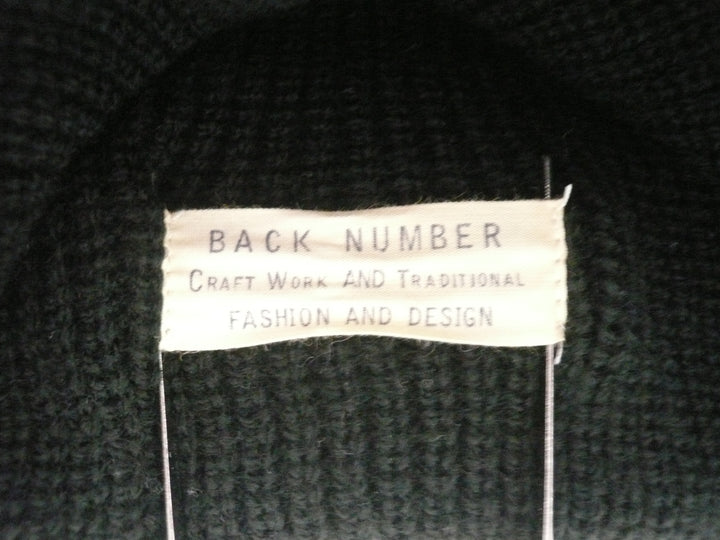 BACK NUMBER
CRAFT WORK AND TRADITIONAL
FASHION AND DESIGN